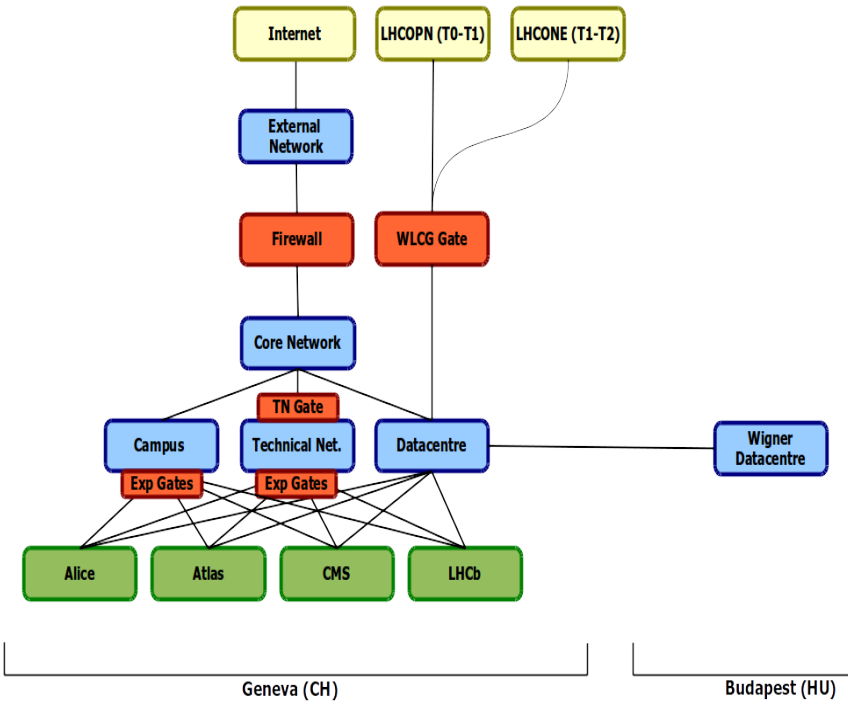 Internet
LHCOPN (T0-T1)
LHCONE (T1-T2)
External
Network
Firewall
WLCG Gate
Core Network
TN Gate
Campus
Technical Net.
Datacentre
Wigner
Datacentre
Exp Gates
Exp Gates
Alice
Atlas
CMS
LHCb
Geneva (CH)
Budapest (HU)